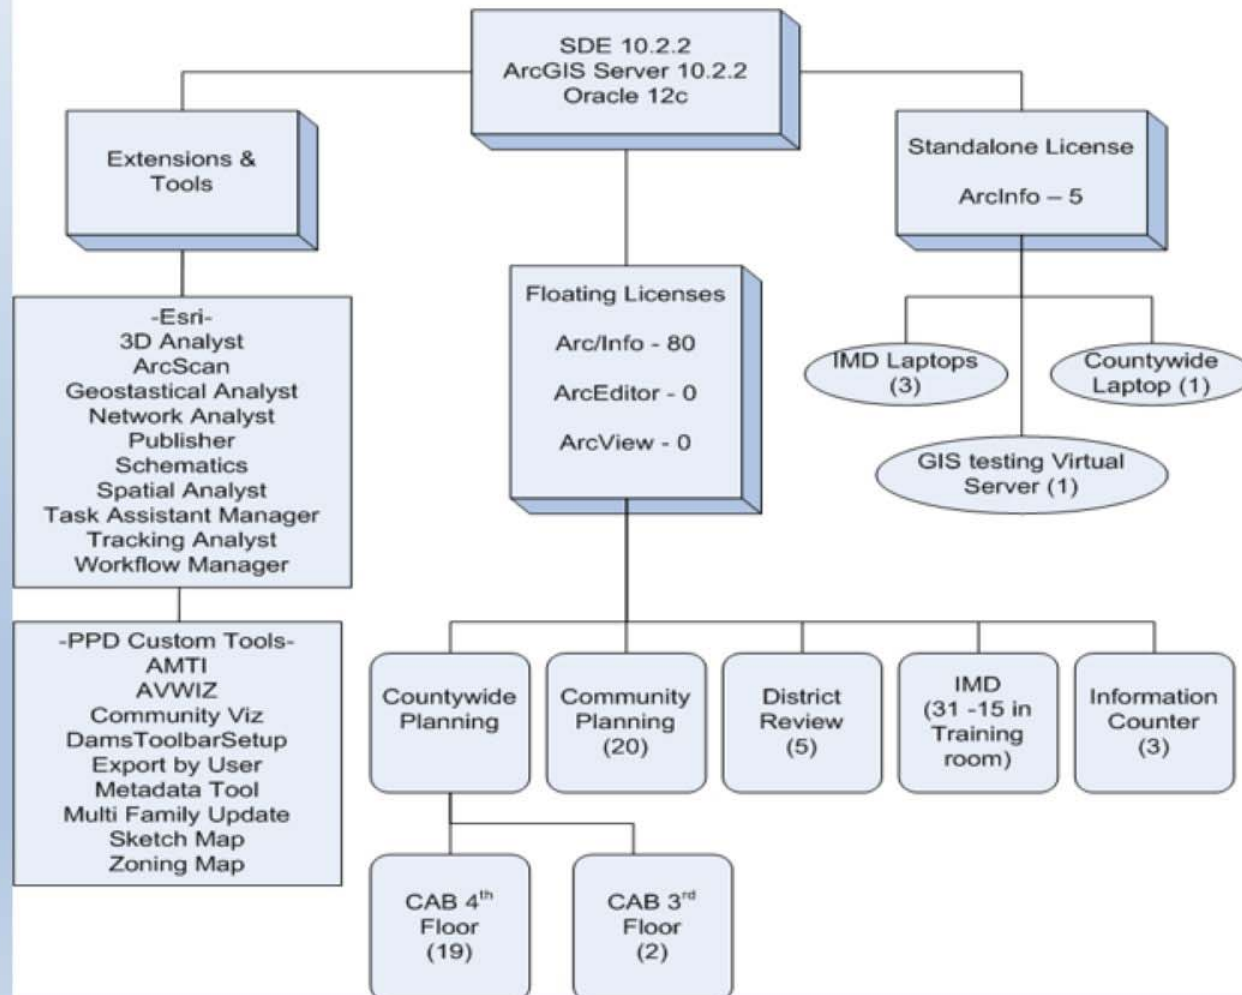 SDE 10.2.2
ArcGIS Server 10.2.2
Oracle 12c
Extensions &
Tools
Standalone License
ArcInfo – 5
-Esri-
3D Analyst
ArcScan
Geostastical Analyst
Network Analyst
Publisher
Schematics
Spatial Analyst
Task Assistant Manager
Tracking Analyst
Workflow Manager
Floating Licenses
Arc/Info - 80
ArcEditor - 0
ArcView - 0
IMD Laptops
(3)
Countywide
Laptop (1)
GIS testing Virtual
Server (1)
-PPD Custom Tools-
AMTI
AVWIZ
Community Viz
DamsToolbarSetup
Export by User
Metadata Tool
Multi Family Update
Sketch Map
Zoning Map
Countywide
Planning
Community
Planning
(20)
District
Review
(5)
IMD
(31 -15 in
Training
room)
Information
Counter
(3)
CAB 4th
Floor
(19)
CAB 3rd
Floor
(2)